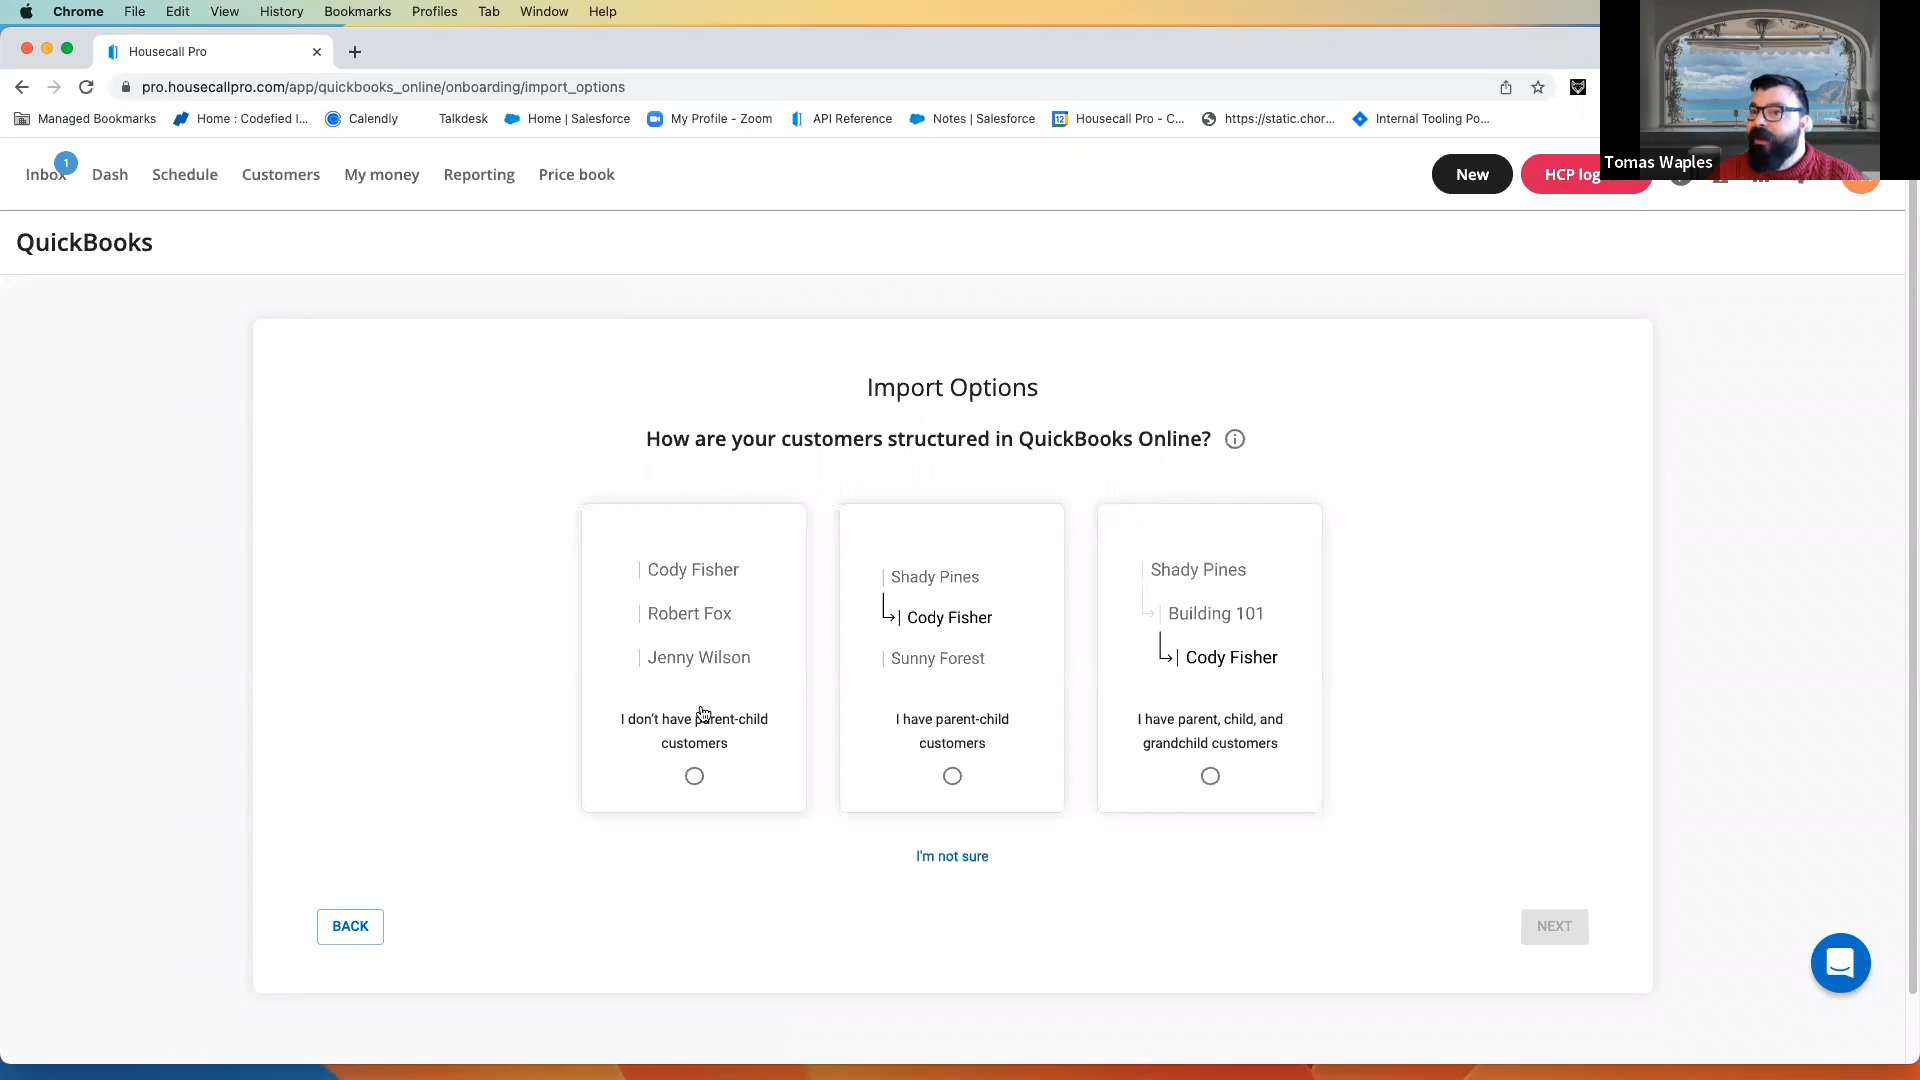 Chrome File Edit View History Bookmarks Profiles Tab Window Help
Housecall Pro
pro.housecallpro.com/app/quickbooks_online/onboarding/import_options
Managed Bookmarks Home : Codefied I... Calendly Talkdesk Home | Salesforce My Profile - Zoom API Reference Notes | Salesforce 12 Housecall Pro - C... https://static.chor... Internal Tooling Po...
Tomas Waples
1
Inbox Dash Schedule Customers My money Reporting Price book New HCP log
QuickBooks
Import Options
How are your customers structured in QuickBooks Online?
Cody Fisher
Robert Fox
Jenny Wilson
I don't have parent-child
customers
Shady Pines
Cody Fisher
Sunny Forest
I have parent-child
customers
Shady Pines
Building 101
Cody Fisher
I have parent, child, and
grandchild customers
I'm not sure
BACK
NEXT